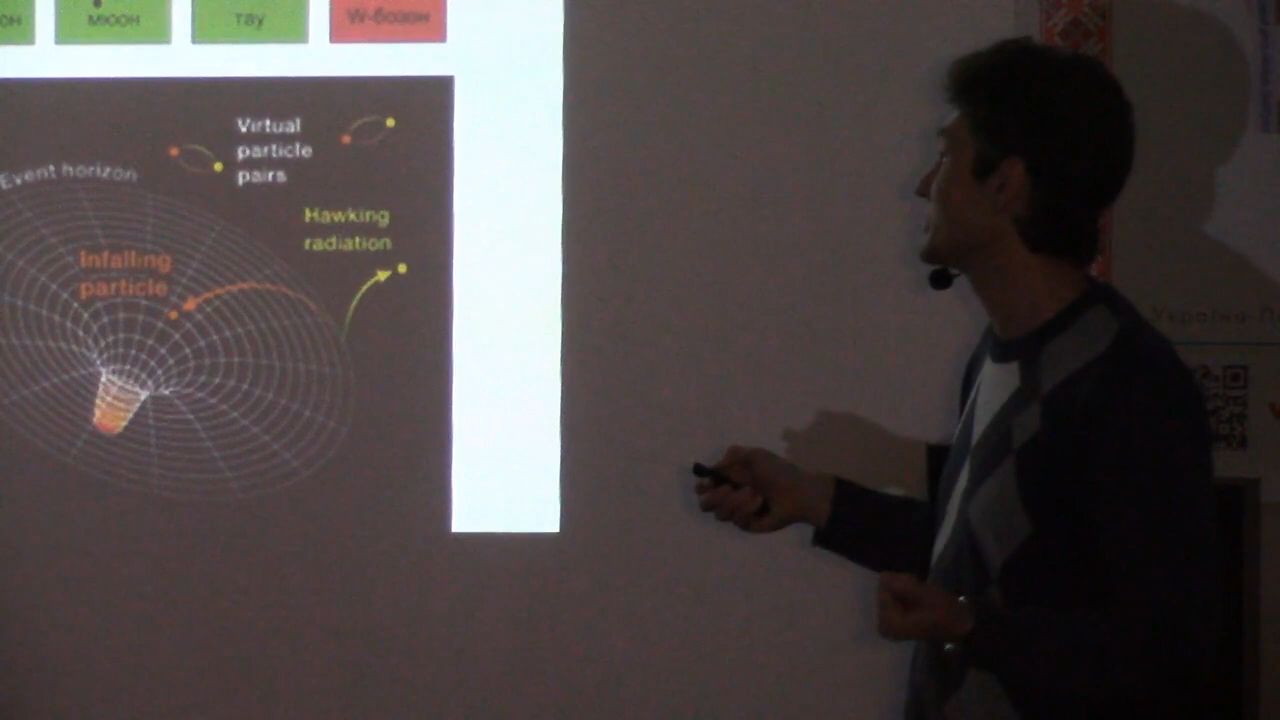 мюон
тау
W-бозон
Virtual
particle
pairs
Event horizon
Hawking
radiation
Infalling
particle